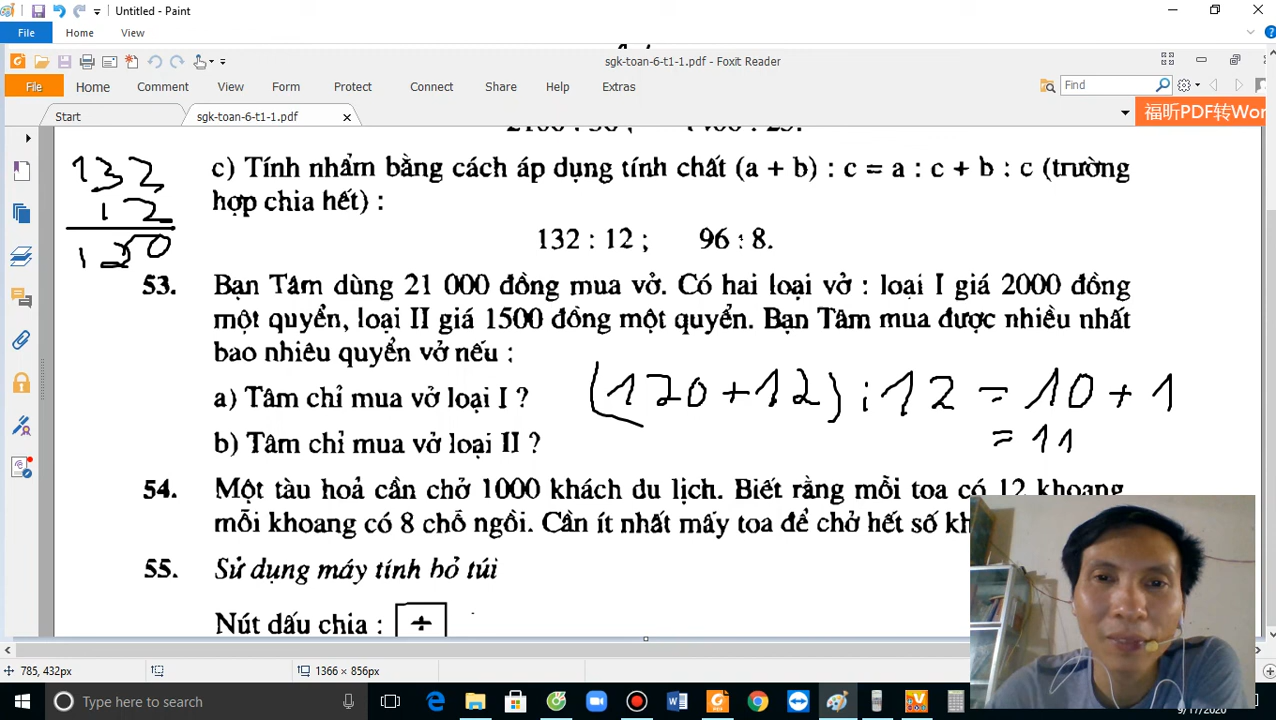 Untitled - Paint
File Home View
sgk-toan-6-t1-1.pdf - Foxit Reader
File Home Comment View Form Protect Connect Share Help Extras Find
Start sgk-toan-6-t1-1.pdf 福昕PDF转Wor
2100 : 50 ; 1400 : 25.
132
c) Tính nhẩm bằng cách áp dụng tính chất (a + b) : c = a : c + b : c (trường
12
hợp chia hết) :
120
132 : 12 ; 96 : 8.
53. Bạn Tâm dùng 21 000 đồng mua vở. Có hai loại vở : loại I giá 2000 đồng
một quyển, loại II giá 1500 đồng một quyển. Bạn Tâm mua được nhiều nhất
bao nhiêu quyển vở nếu :
a) Tâm chỉ mua vở loại I ?
(120 + 12) : 12 = 10 + 1
= 11
b) Tâm chỉ mua vở loại II ?
54. Một tàu hoả cần chở 1000 khách du lịch. Biết rằng mỗi toa có 12 khoang
mỗi khoang có 8 chỗ ngồi. Cần ít nhất mấy toa để chở hết số
55. Sử dụng máy tính bỏ túi
Nút dấu chia : ÷
785, 432px 1366 × 856px
Type here to search
9/17/2020